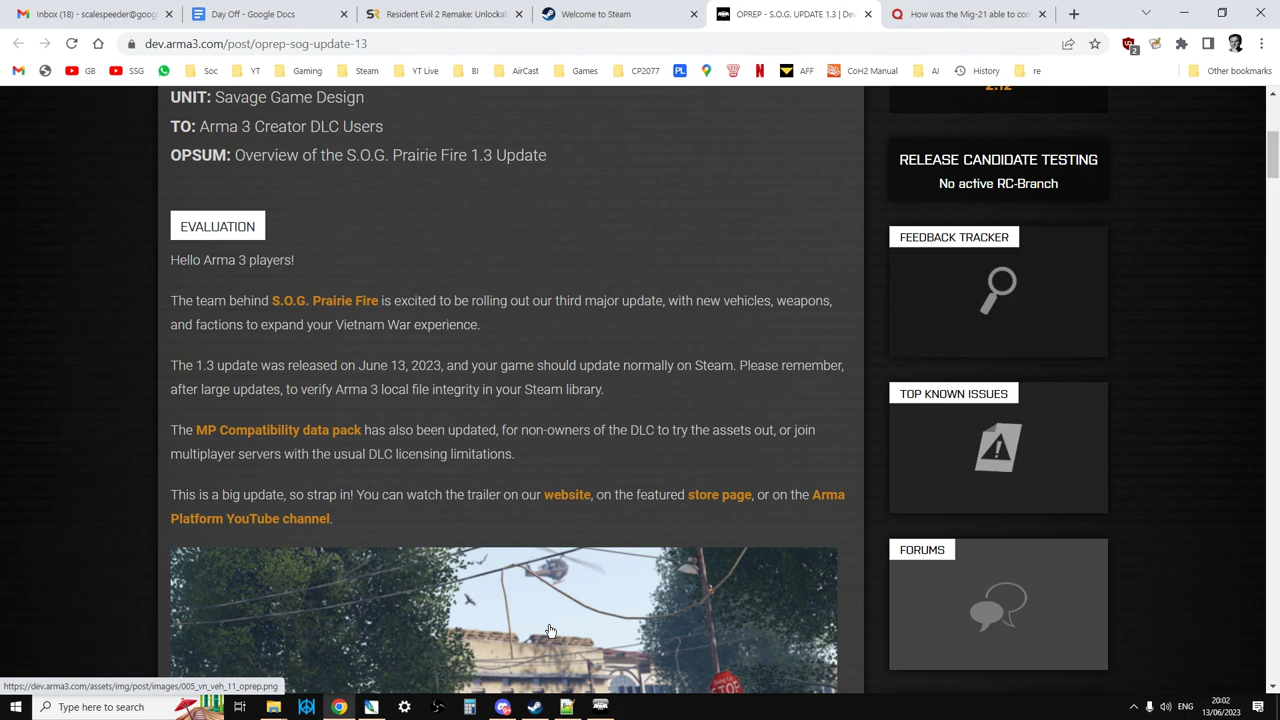 Inbox (18) - scalespeeder@goog
Day Off - Google Docs
Resident Evil 2 Remake: Unlockab
Welcome to Steam
OPREP - S.O.G. UPDATE 1.3 | Dev
How was the Mig-21 able to com
dev.arma3.com/post/oprep-sog-update-13
2
GB
SSG
Soc
YT
Gaming
Steam
YT Live
BI
AirCast
Games
CP2077
PL
AFF
CoH2 Manual
AI
History
re
Other bookmarks
UNIT: Savage Game Design
TO: Arma 3 Creator DLC Users
OPSUM: Overview of the S.O.G. Prairie Fire 1.3 Update
EVALUATION
Hello Arma 3 players!
The team behind S.O.G. Prairie Fire is excited to be rolling out our third major update, with new vehicles, weapons,
and factions to expand your Vietnam War experience.
The 1.3 update was released on June 13, 2023, and your game should update normally on Steam. Please remember,
after large updates, to verify Arma 3 local file integrity in your Steam library.
The MP Compatibility data pack has also been updated, for non-owners of the DLC to try the assets out, or join
multiplayer servers with the usual DLC licensing limitations.
This is a big update, so strap in! You can watch the trailer on our website, on the featured store page, or on the Arma
Platform YouTube channel.
STOP
2.12
RELEASE CANDIDATE TESTING
No active RC-Branch
FEEDBACK TRACKER
TOP KNOWN ISSUES
FORUMS
https://dev.arma3.com/assets/img/post/images/005_vn_veh_11_oprep.png
Type here to search
ENG
20:02
13/06/2023